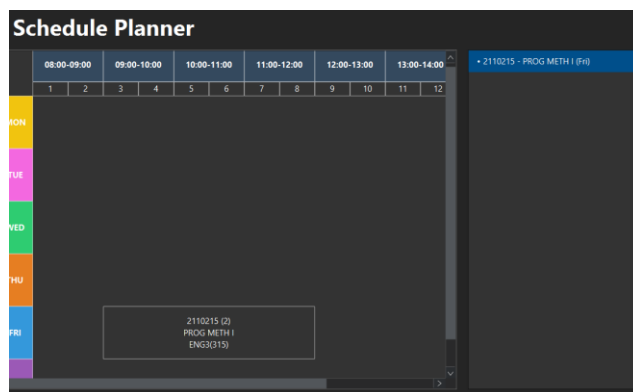 Schedule Planner
08:00-09:00 09:00-10:00 10:00-11:00 11:00-12:00 12:00-13:00 13:00-14:00
• 2110215 - PROG METH I (Fri)
1 2 3 4 5 6 7 8 9 10 11 12
MON
TUE
WED
THU
FRI
2110215 (2)
PROG METH I
ENG3(315)